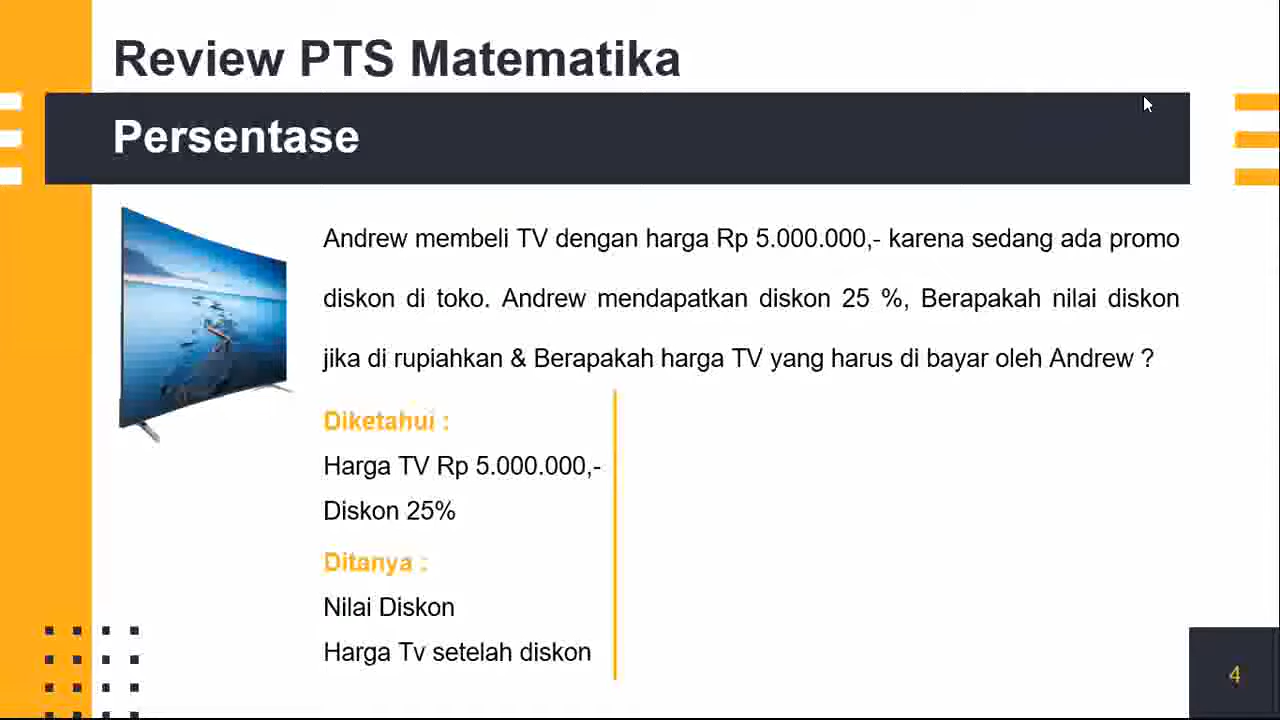 Review PTS Matematika
Persentase
Andrew membeli TV dengan harga Rp 5.000.000,- karena sedang ada promo
diskon di toko. Andrew mendapatkan diskon 25 %, Berapakah nilai diskon
jika di rupiahkan & Berapakah harga TV yang harus di bayar oleh Andrew ?
Diketahui :
Harga TV Rp 5.000.000,-
Diskon 25%
Ditanya :
Nilai Diskon
Harga Tv setelah diskon
4